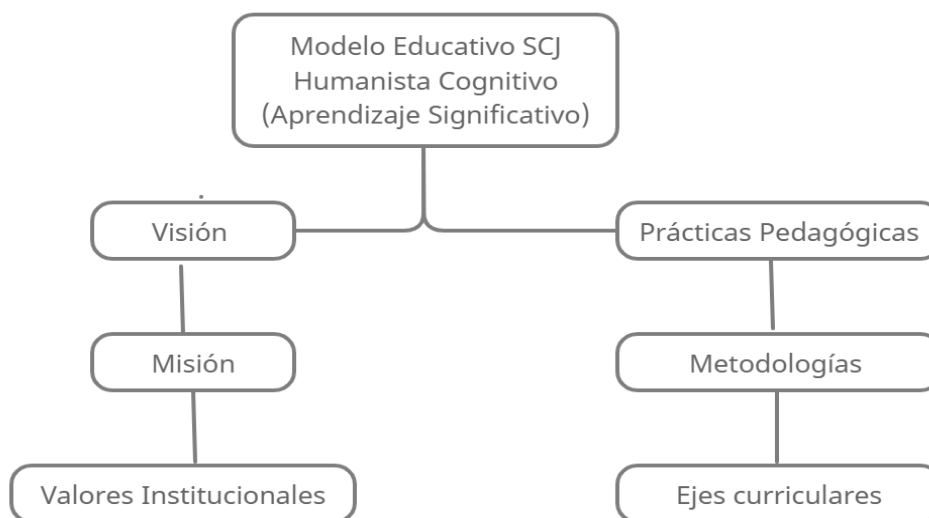 Modelo Educativo SCJ
Humanista Cognitivo
(Aprendizaje Significativo)
Visión
Prácticas Pedagógicas
Misión
Metodologías
Valores Institucionales
Ejes curriculares